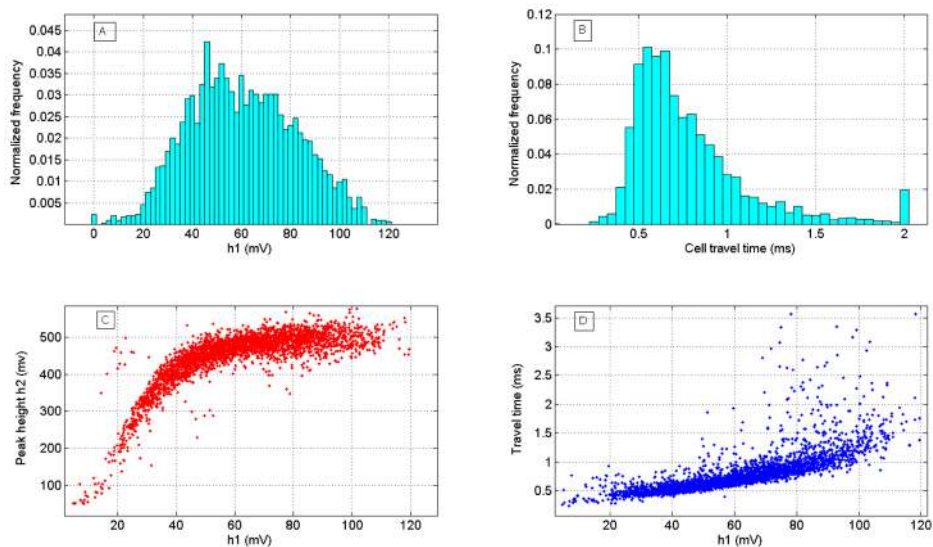 A
Normalized frequency
0.045
0.04
0.035
0.03
0.025
0.02
0.015
0.01
0.005
0 20 40 60 80 100 120
h1 (mV)
B
Normalized frequency
0.12
0.1
0.08
0.06
0.04
0.02
0
0.5 1 1.5 2
Cell travel time (ms)
C
Peak height h2 (mv)
500
400
300
200
100
20 40 60 80 100 120
h1 (mV)
D
Travel time (ms)
3.5
3
2.5
2
1.5
1
0.5
20 40 60 80 100 120
h1 (mV)